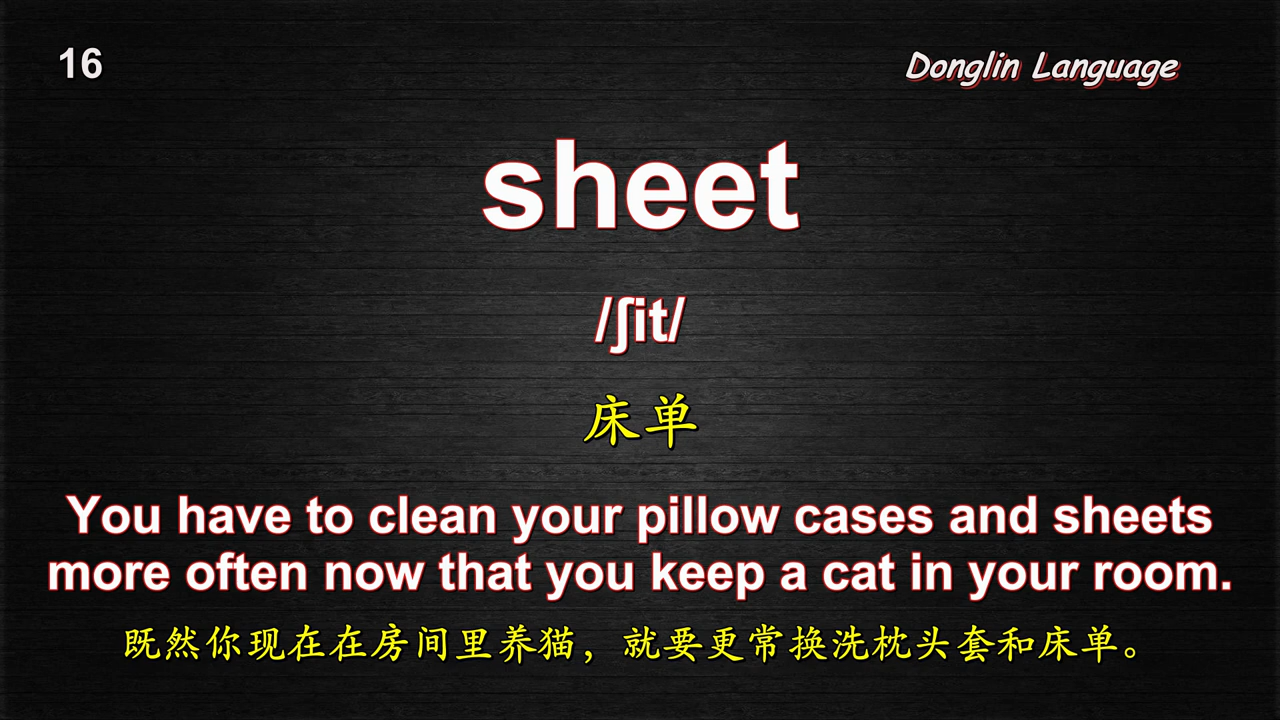 16
Donglin Language
sheet
/ʃit/
床单
You have to clean your pillow cases and sheets
more often now that you keep a cat in your room.
既然你现在在房间里养猫，就要更常换洗枕头套和床单。